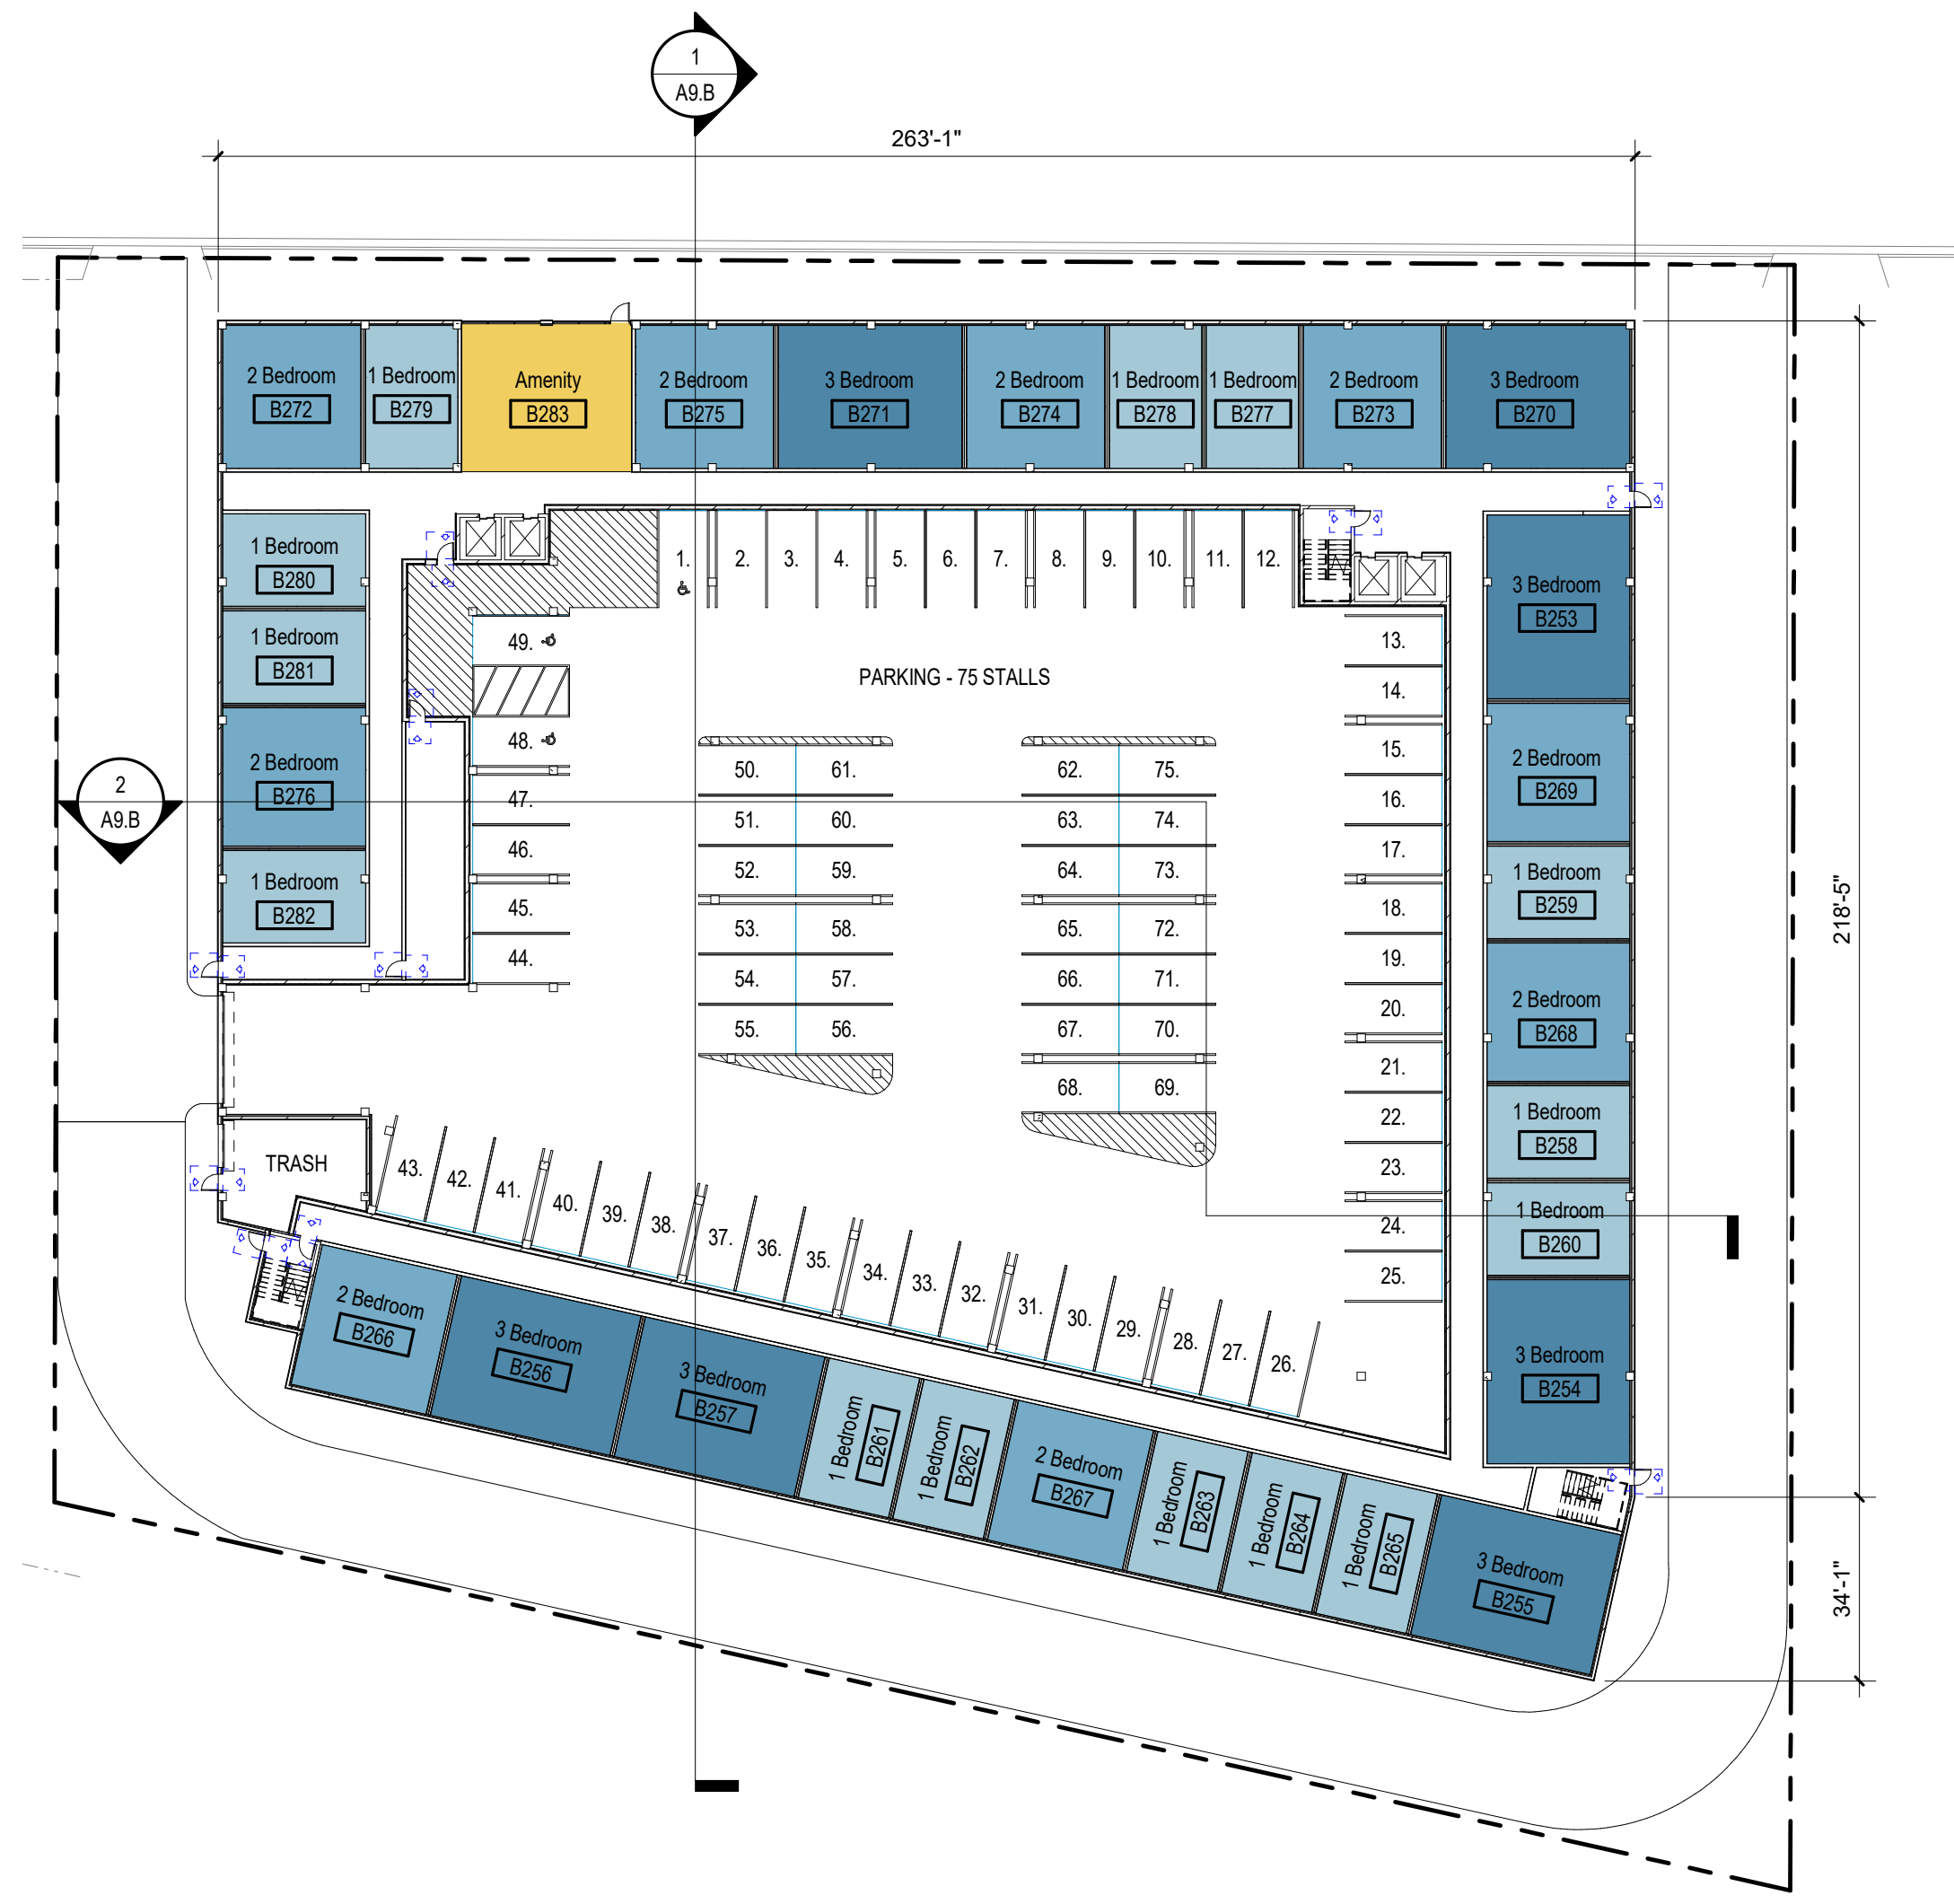 1
A9.B
263'-1"
2 Bedroom
B272
1 Bedroom
B279
Amenity
B283
2 Bedroom
B275
3 Bedroom
B271
2 Bedroom
B274
1 Bedroom
B278
1 Bedroom
B277
2 Bedroom
B273
3 Bedroom
B270
1 Bedroom
B280
1 Bedroom
B281
2 Bedroom
B276
1 Bedroom
B282
2
A9.B
1.
2.
3.
4.
5.
6.
7.
8.
9.
10.
11.
12.
PARKING - 75 STALLS
49.
48.
47.
46.
45.
44.
50.
61.
51.
60.
52.
59.
53.
58.
54.
57.
55.
56.
62.
75.
63.
74.
64.
73.
65.
72.
66.
71.
67.
70.
68.
69.
13.
14.
15.
16.
17.
18.
19.
20.
21.
22.
23.
24.
25.
3 Bedroom
B253
2 Bedroom
B269
1 Bedroom
B259
2 Bedroom
B268
1 Bedroom
B258
1 Bedroom
B260
3 Bedroom
B254
218'-5"
34'-1"
TRASH
43.
42.
41.
40.
39.
38.
37.
36.
35.
34.
33.
32.
31.
30.
29.
28.
27.
26.
2 Bedroom
B266
3 Bedroom
B256
3 Bedroom
B257
1 Bedroom
B261
1 Bedroom
B262
2 Bedroom
B267
1 Bedroom
B263
1 Bedroom
B264
1 Bedroom
B265
3 Bedroom
B255